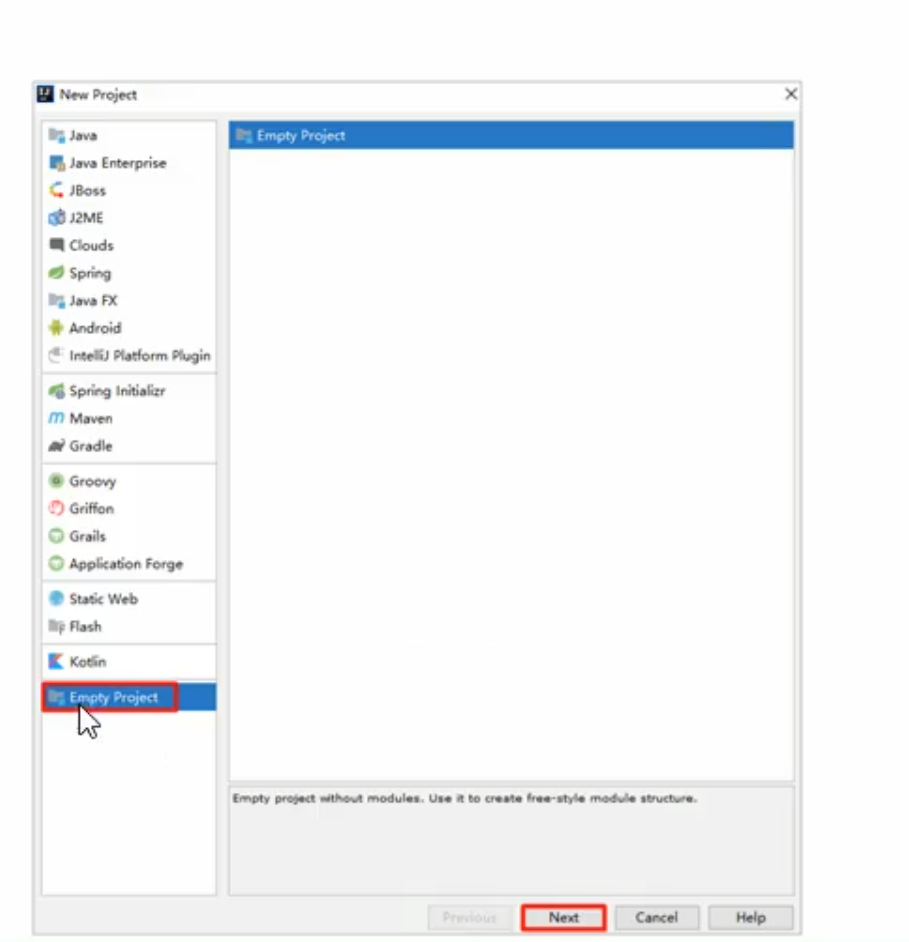 New Project
Java
Java Enterprise
JBoss
J2ME
Clouds
Spring
Java FX
Android
IntelliJ Platform Plugin
Spring Initializr
Maven
Gradle
Groovy
Griffon
Grails
Application Forge
Static Web
Flash
Kotlin
Empty Project
Empty Project
Empty project without modules. Use it to create free-style module structure.
Previous Next Cancel Help